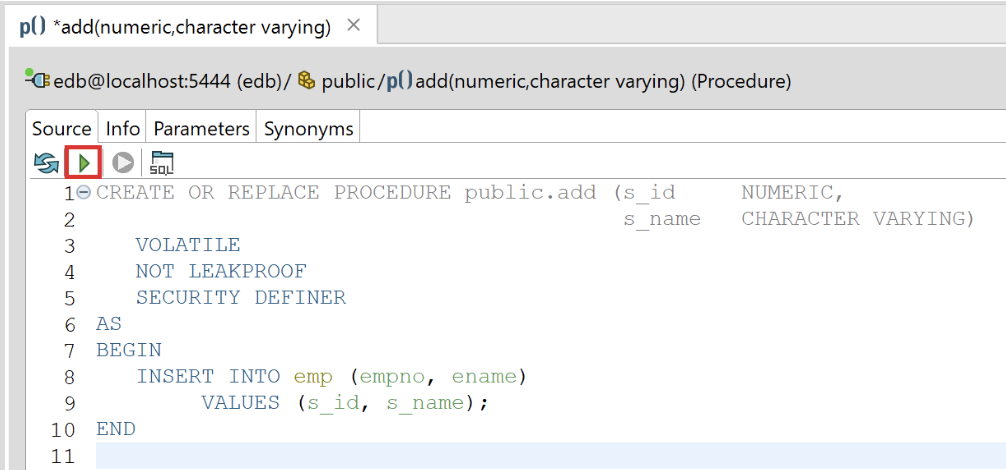 p() *add(numeric,character varying)
edb@localhost:5444 (edb)/ public/p()add(numeric,character varying) (Procedure)
Source Info Parameters Synonyms
SQL
1 CREATE OR REPLACE PROCEDURE public.add (s_id NUMERIC,
2 s_name CHARACTER VARYING)
3 VOLATILE
4 NOT LEAKPROOF
5 SECURITY DEFINER
6 AS
7 BEGIN
8 INSERT INTO emp (empno, ename)
9 VALUES (s_id, s_name);
10 END
11